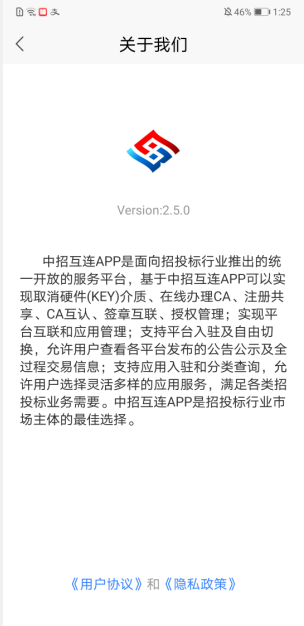 46% 1:25
关于我们
Version:2.5.0
中招互连APP是面向招投标行业推出的统
一开放的服务平台，基于中招互连APP可以实
现取消硬件(KEY)介质、在线办理CA、注册共
享、CA互认、签章互联、授权管理；实现平
台互联和应用管理；支持平台入驻及自由切
换，允许用户查看各平台发布的公告公示及全
过程交易信息；支持应用入驻和分类查询，允
许用户选择灵活多样的应用服务，满足各类招
投标业务需要。中招互连APP是招投标行业市
场主体的最佳选择。
《用户协议》和《隐私政策》